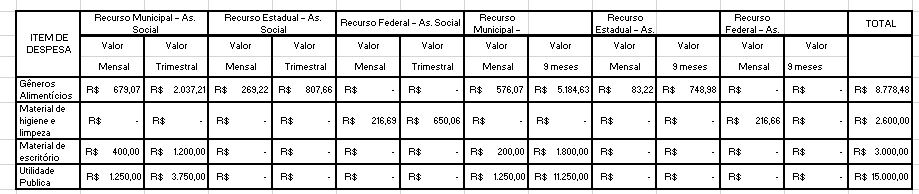 ITEM DE DESPESA | Recurso Municipal – As. Social | Recurso Estadual – As. Social | Recurso Federal – As. Social | Recurso Municipal – | Recurso Estadual – As. | Recurso Federal – As. | TOTAL
Valor | Valor | Valor | Valor | Valor | Valor | Valor | Valor | Valor | Valor | Valor | Valor
Mensal | Trimestral | Mensal | Trimestral | Mensal | Trimestral | Mensal | 9 meses | Mensal | 9 meses | Mensal | 9 meses
Gêneros Alimentícios | R$ 679,07 | R$ 2.037,21 | R$ 269,22 | R$ 807,66 | R$ - | R$ - | R$ 576,07 | R$ 5.184,63 | R$ 83,22 | R$ 748,98 | R$ - | R$ - | R$ 8.778,48
Material de higiene e limpeza | R$ - | R$ - | R$ - | R$ - | R$ 216,69 | R$ 650,06 | R$ - | R$ - | R$ - | R$ - | R$ 216,66 | R$ - | R$ 2.600,00
Material de escritório | R$ 400,00 | R$ 1.200,00 | R$ - | R$ - | R$ - | R$ - | R$ 200,00 | R$ 1.800,00 | R$ - | R$ - | R$ - | R$ - | R$ 3.000,00
Utilidade Publica | R$ 1.250,00 | R$ 3.750,00 | R$ - | R$ - | R$ - | R$ - | R$ 1.250,00 | R$ 11.250,00 | R$ - | R$ - | R$ - | R$ - | R$ 15.000,00